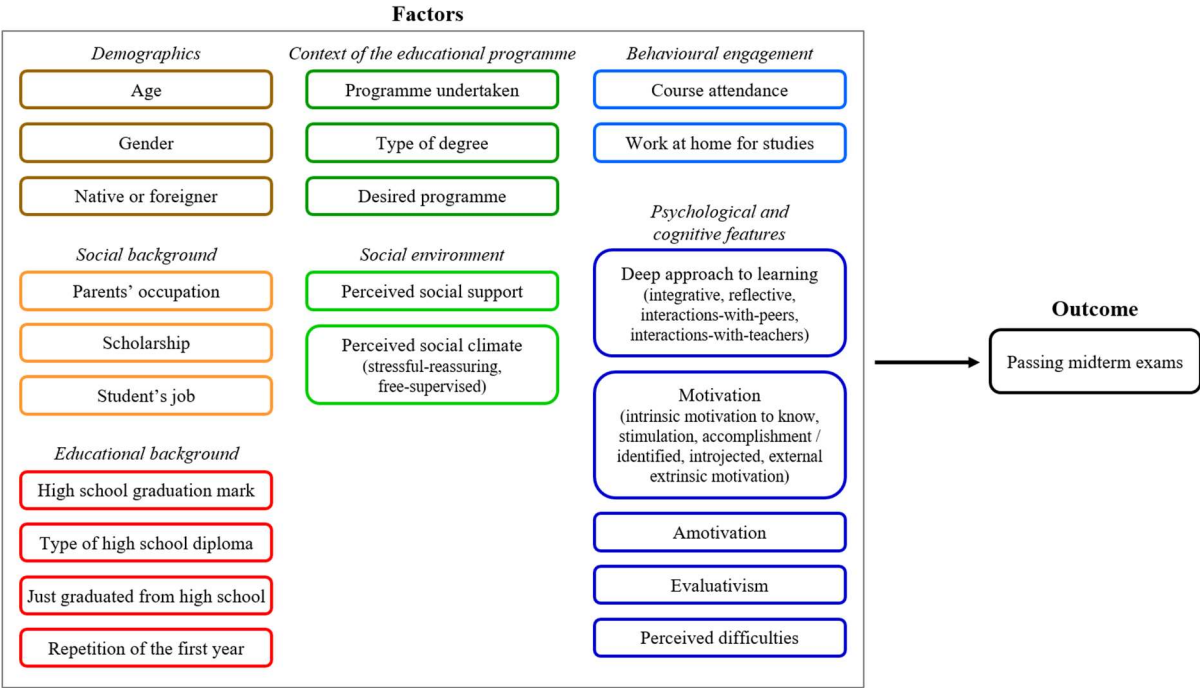 Factors
Demographics
Age
Gender
Native or foreigner
Social background
Parents’ occupation
Scholarship
Student’s job
Educational background
High school graduation mark
Type of high school diploma
Just graduated from high school
Repetition of the first year
Context of the educational programme
Programme undertaken
Type of degree
Desired programme
Social environment
Perceived social support
Perceived social climate
(stressful-reassuring,
free-supervised)
Behavioural engagement
Course attendance
Work at home for studies
Psychological and
cognitive features
Deep approach to learning
(integrative, reflective,
interactions-with-peers,
interactions-with-teachers)
Motivation
(intrinsic motivation to know,
stimulation, accomplishment /
identified, introjected, external
extrinsic motivation)
Amotivation
Evaluativism
Perceived difficulties
Outcome
Passing midterm exams